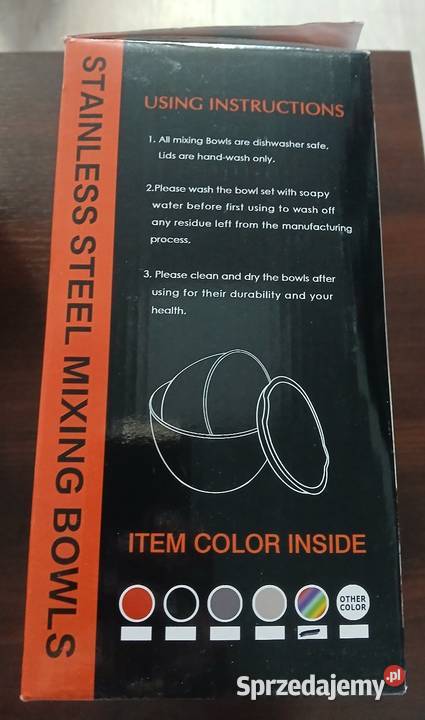 STAINLESS STEEL MIXING BOWLS
USING INSTRUCTIONS
1. All mixing Bowls are dishwasher safe,
Lids are hand-wash only.
2.Please wash the bowl set with soapy
water before first using to wash off
any residue left from the manufacturing
process.
3. Please clean and dry the bowls after
using for their durability and your
health.
ITEM COLOR INSIDE
OTHER
COLOR
Sprzedajemy.pl